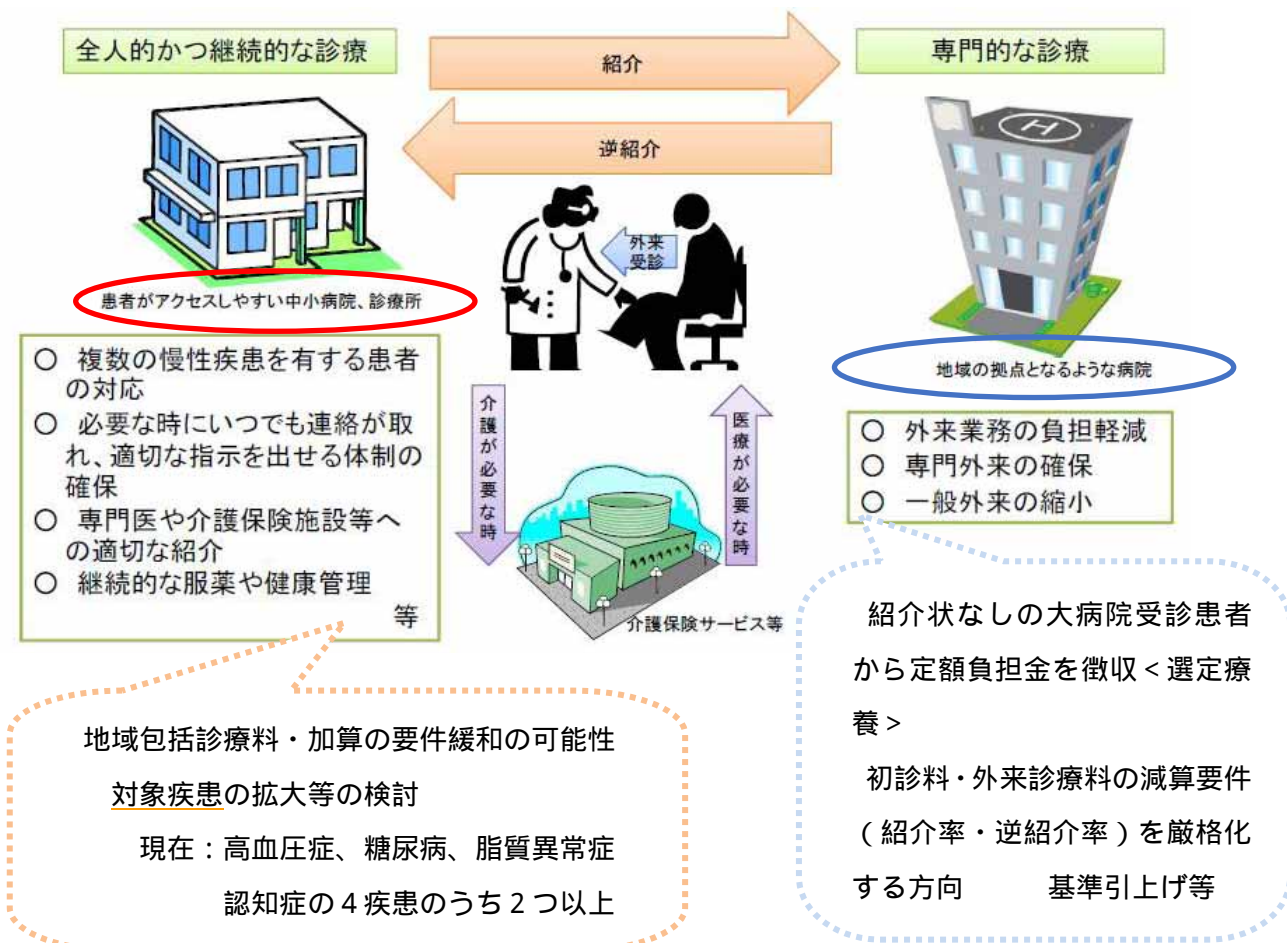 全人的かつ継続的な診療
紹介
専門的な診療
逆紹介
外来
受診
患者がアクセスしやすい中小病院、診療所
地域の拠点となるような病院
○ 複数の慢性疾患を有する患者
の対応
○ 必要な時にいつでも連絡が取
れ、適切な指示を出せる体制の
確保
○ 専門医や介護保険施設等へ
の適切な紹介
○ 継続的な服薬や健康管理
等
介護が必要な時
医療が必要な時
介護保険サービス等
○ 外来業務の負担軽減
○ 専門外来の確保
○ 一般外来の縮小
地域包括診療料・加算の要件緩和の可能性
対象疾患の拡大等の検討
現在：高血圧症、糖尿病、脂質異常症
認知症の４疾患のうち２つ以上
紹介状なしの大病院受診患者
から定額負担金を徴収＜選定療
養＞
初診料・外来診療料の減算要件
（紹介率・逆紹介率）を厳格化
する方向　　基準引上げ等
H